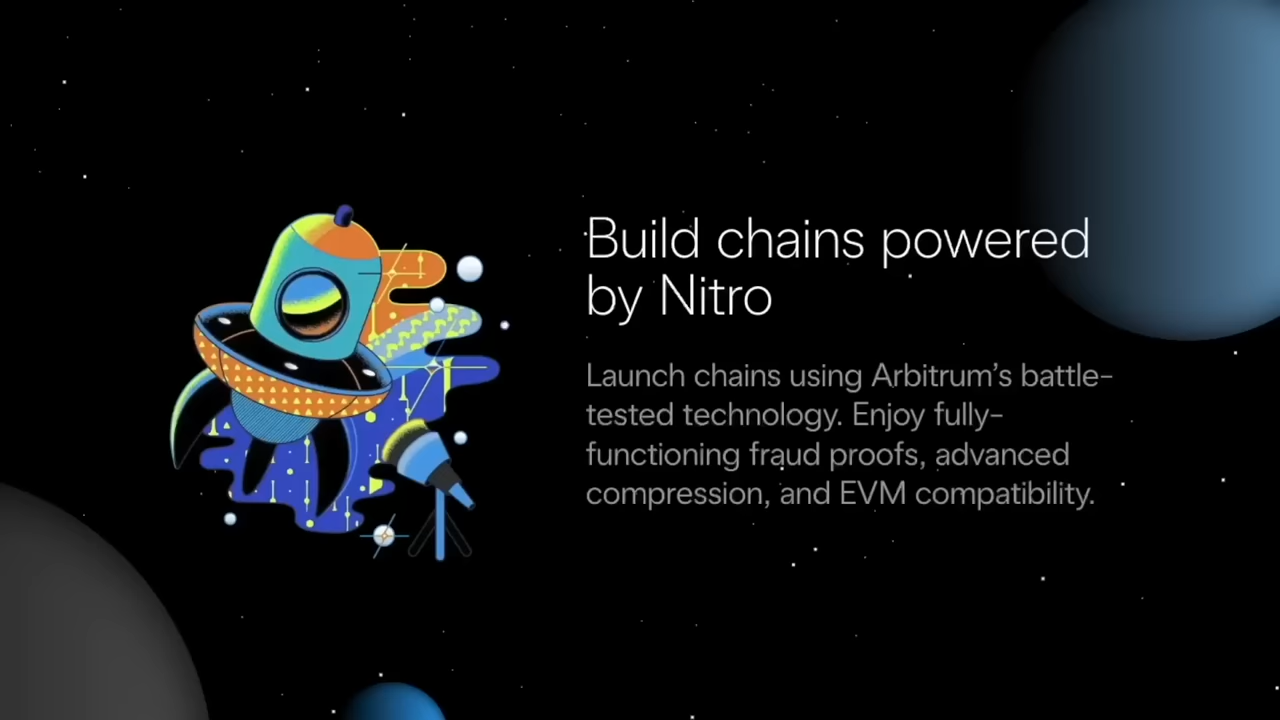 Build chains powered
by Nitro
Launch chains using Arbitrum’s battle-
tested technology. Enjoy fully-
functioning fraud proofs, advanced
compression, and EVM compatibility.